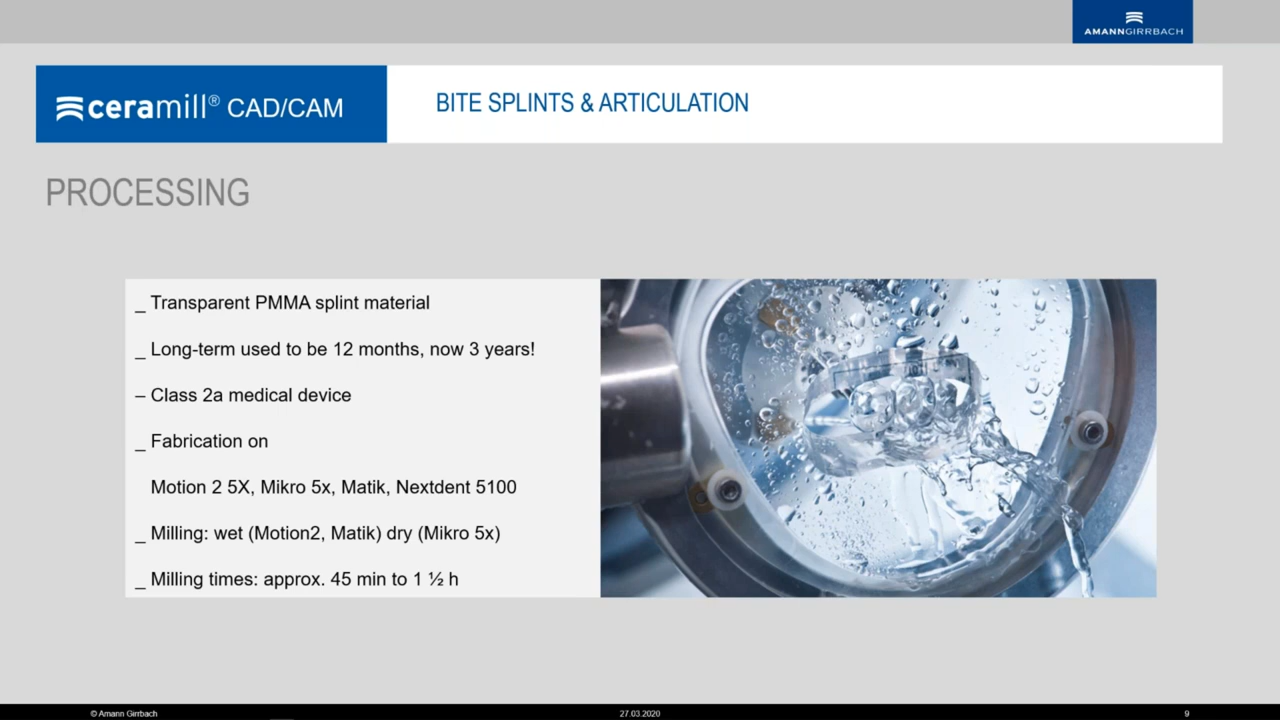 AMANNGIRRBACH
ceramill® CAD/CAM
BITE SPLINTS & ARTICULATION
PROCESSING
_ Transparent PMMA splint material
_ Long-term used to be 12 months, now 3 years!
– Class 2a medical device
_ Fabrication on
Motion 2 5X, Mikro 5x, Matik, Nextdent 5100
_ Milling: wet (Motion2, Matik) dry (Mikro 5x)
_ Milling times: approx. 45 min to 1 ½ h
© Amann Girrbach
27.03.2020
9